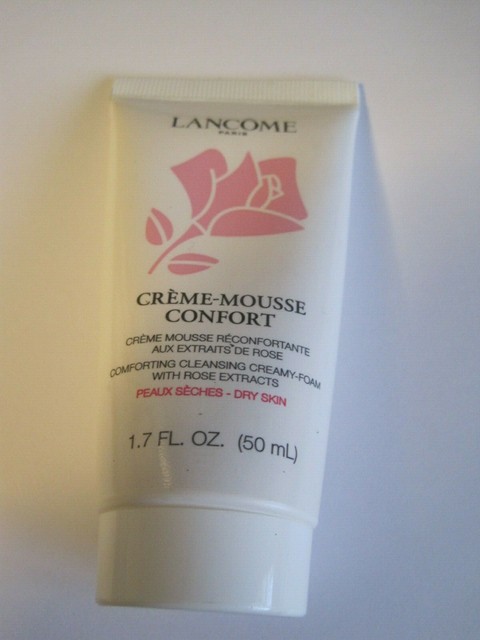 LANCÔME
PARIS
CRÈME-MOUSSE
CONFORT
CRÈME MOUSSE RÉCONFORTANTE
AUX EXTRAITS DE ROSE
COMFORTING CLEANSING CREAMY-FOAM
WITH ROSE EXTRACTS
PEAUX SÈCHES - DRY SKIN
1.7 FL. OZ. (50 mL)